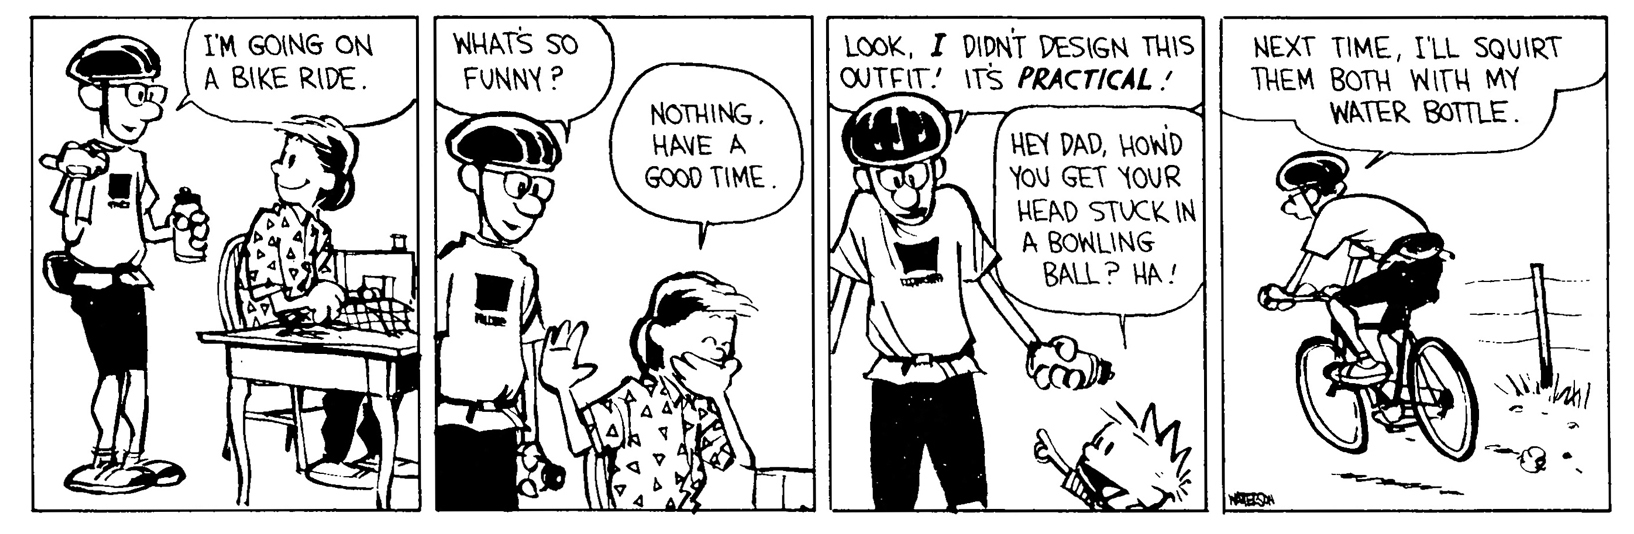 I'M GOING ON
A BIKE RIDE.
WHAT'S SO
FUNNY?
NOTHING.
HAVE A
GOOD TIME.
LOOK, I DIDN'T DESIGN THIS
OUTFIT! IT'S PRACTICAL!
HEY DAD, HOW'D
YOU GET YOUR
HEAD STUCK IN
A BOWLING
BALL? HA!
NEXT TIME, I'LL SQUIRT
THEM BOTH WITH MY
WATER BOTTLE.
WATTERSON